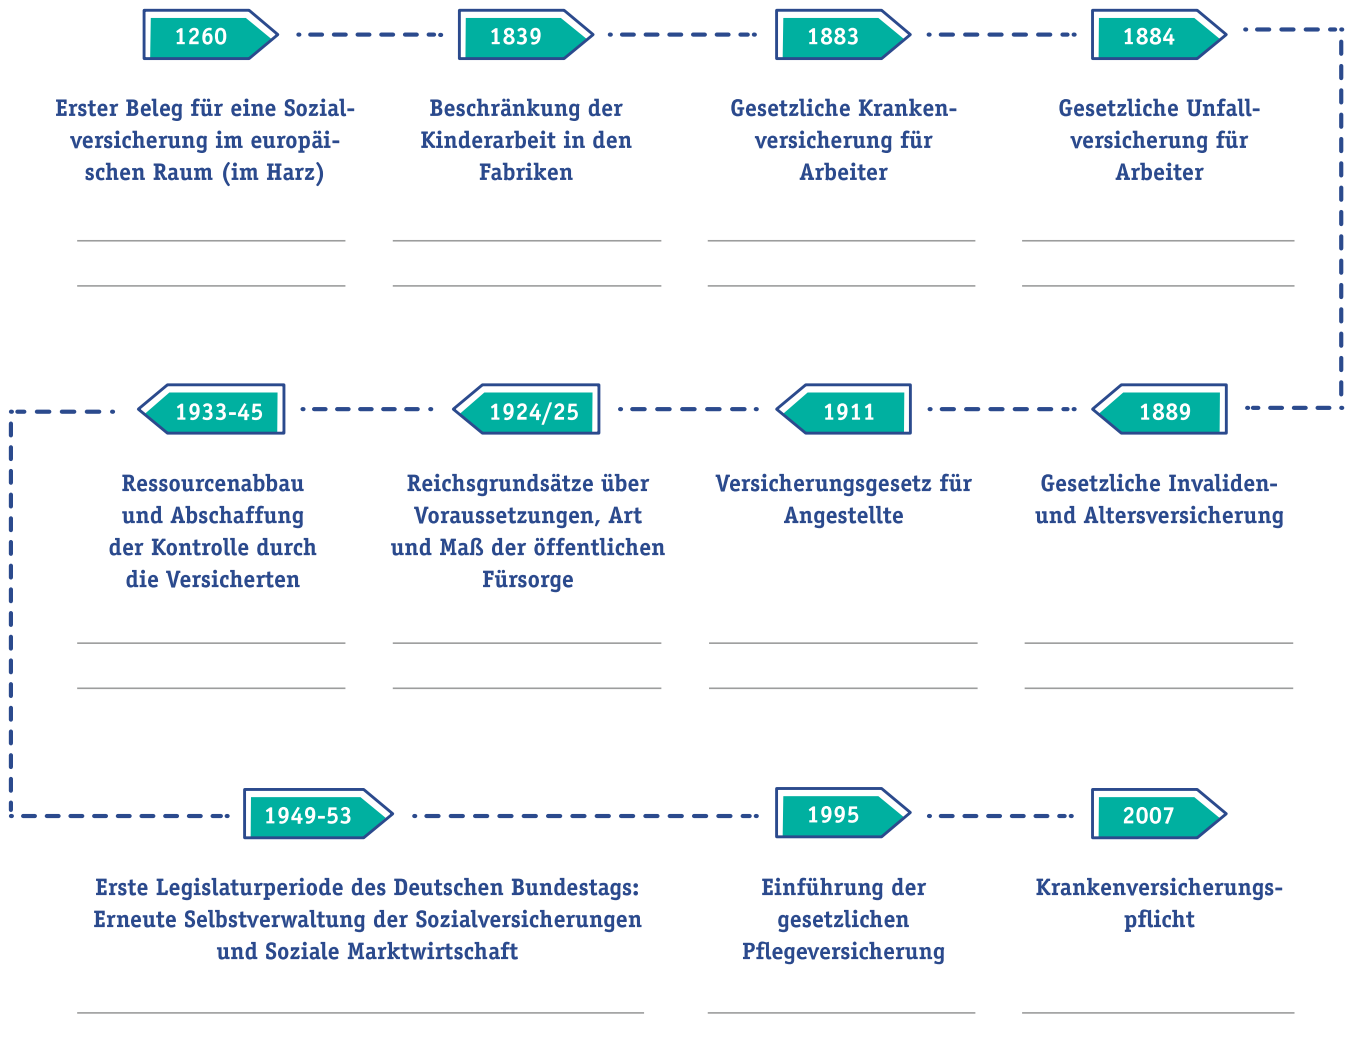 1260
Erster Beleg für eine Sozial-
versicherung im europäi-
schen Raum (im Harz)
1839
Beschränkung der
Kinderarbeit in den
Fabriken
1883
Gesetzliche Kranken-
versicherung für
Arbeiter
1884
Gesetzliche Unfall-
versicherung für
Arbeiter
1889
Gesetzliche Invaliden-
und Altersversicherung
1911
Versicherungsgesetz für
Angestellte
1924/25
Reichsgrundsätze über
Voraussetzungen, Art
und Maß der öffentlichen
Fürsorge
1933-45
Ressourcenabbau
und Abschaffung
der Kontrolle durch
die Versicherten
1949-53
Erste Legislaturperiode des Deutschen Bundestags:
Erneute Selbstverwaltung der Sozialversicherungen
und Soziale Marktwirtschaft
1995
Einführung der
gesetzlichen
Pflegeversicherung
2007
Krankenversicherungs-
pflicht